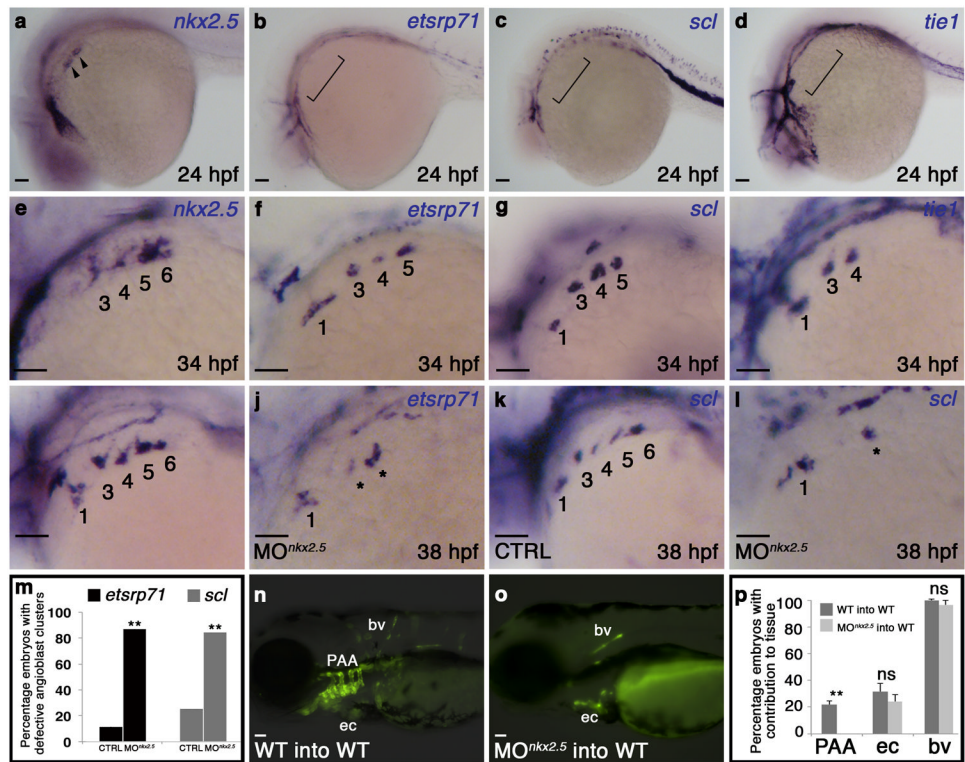 a nkx2.5
24 hpf
b etsrp71
24 hpf
c scl
24 hpf
d tie1
24 hpf
e nkx2.5
3 4 5 6
34 hpf
f etsrp71
1 3 4 5
34 hpf
g scl
1 3 4 5
34 hpf
tie1
1 3 4
34 hpf
1 3 4 5 6
j etsrp71
1 * *
MOnkx2.5 38 hpf
k scl
1 3 4 5 6
CTRL 38 hpf
l scl
1 *
MOnkx2.5 38 hpf
m etsrp71 scl
Percentage embryos with
defective angioblast clusters
100
80
60
40
20
0
** **
CTRL MOnkx2.5 CTRL MOnkx2.5
n
bv
PAA
ec
WT into WT
o
bv
ec
MOnkx2.5 into WT
p
Percentage embryos with
contribution to tissue
WT into WT
MOnkx2.5 into WT
100
80
60
40
20
0
** ns ns
PAA ec bv